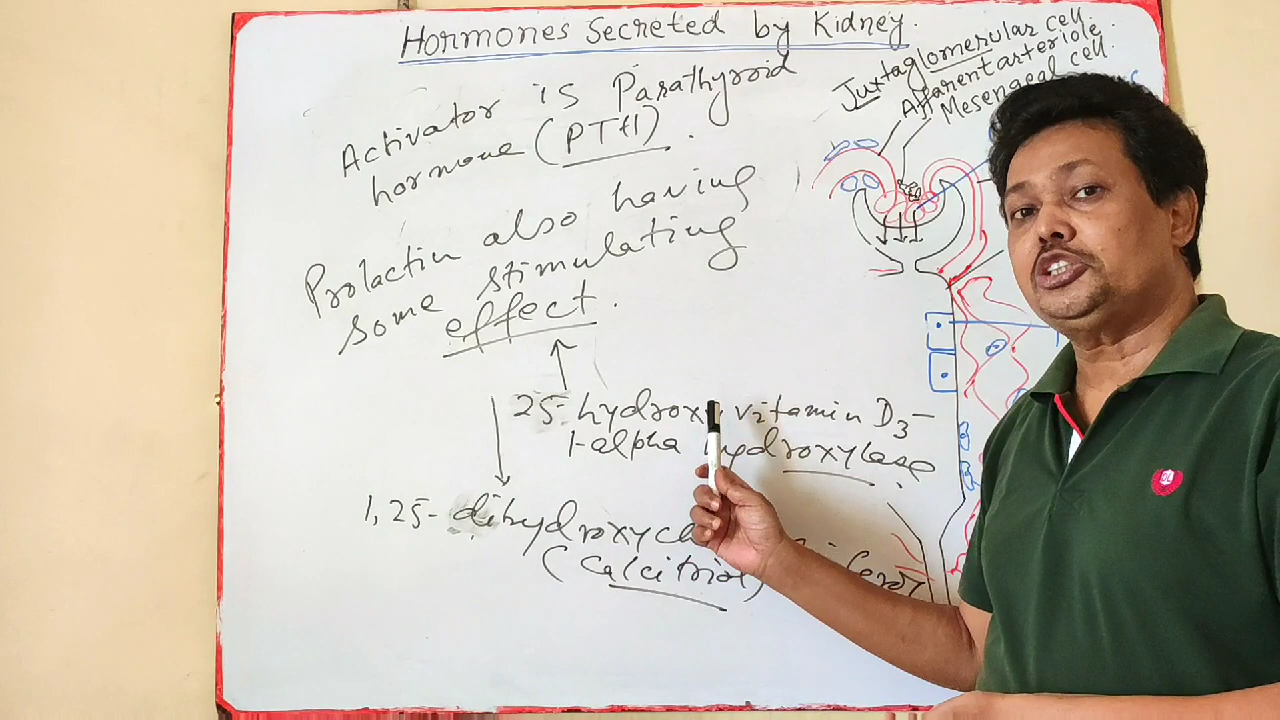 Hormones Secreted by Kidney.
Juxtaglomerular cell.
Afferent arteriole.
Mesengeal cell.
Activator is Parathyroid
hormone (PTH).
Prolactin also having
some stimulating
effect.
25-hydroxy vitamin D3-
1-alpha hydroxylase.
1,25-dihydroxyc
(Calcitriol)